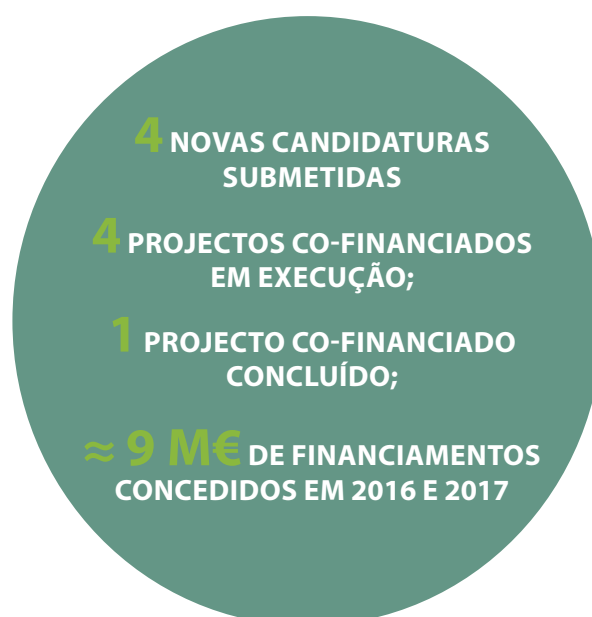 4 NOVAS CANDIDATURAS
SUBMETIDAS
4 PROJECTOS CO-FINANCIADOS
EM EXECUÇÃO;
1 PROJECTO CO-FINANCIADO
CONCLUÍDO;
≈ 9 M€ DE FINANCIAMENTOS
CONCEDIDOS EM 2016 E 2017